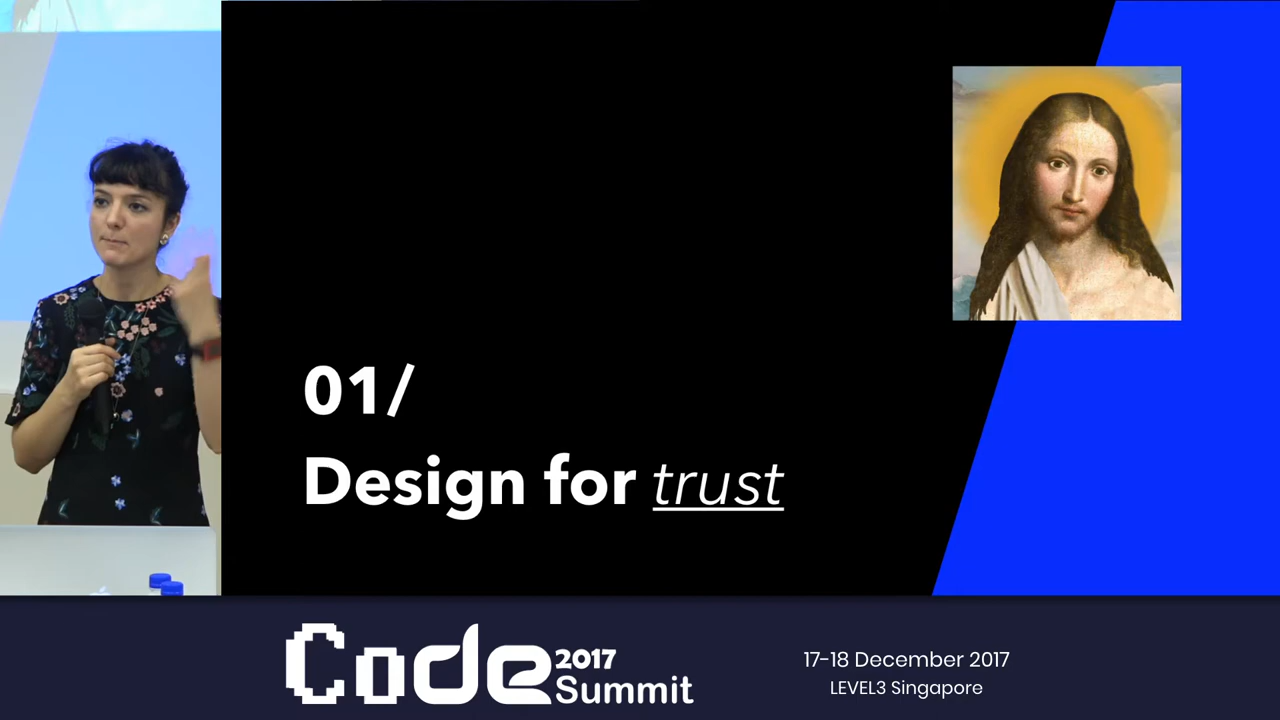 01/
Design for trust
Code 2017
Summit
17-18 December 2017
LEVEL3 Singapore